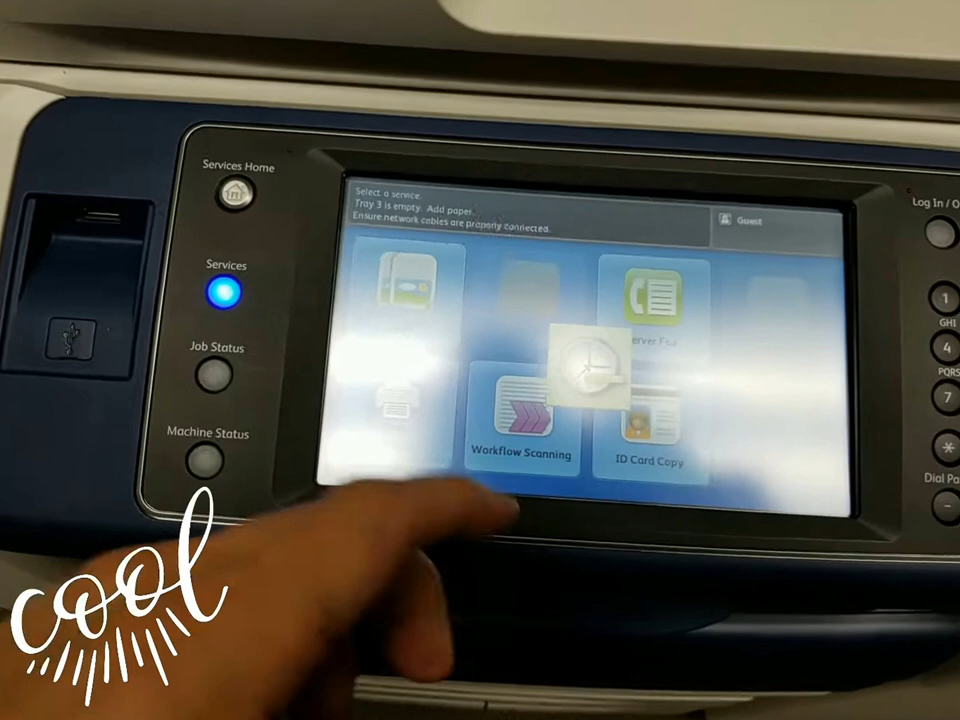 Services Home
Services
Job Status
Machine Status
Select a service.
Tray 3 is empty. Add paper.
Ensure network cables are properly connected.
Guest
Server Fax
Workflow Scanning
ID Card Copy
Log In / O
1
GHI
4
PQRS
7
*
Dial Pa
-
cool